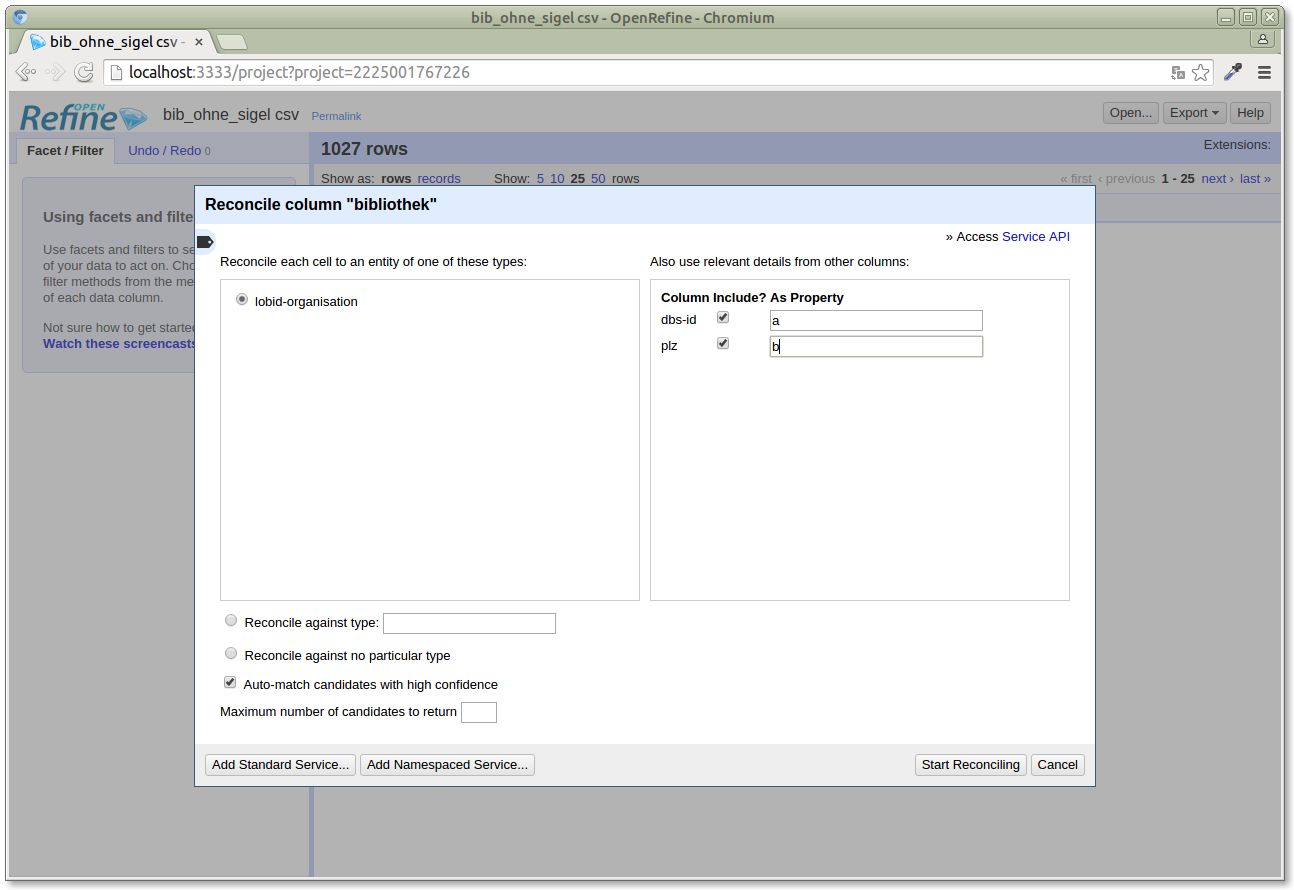 bib_ohne_sigel csv - OpenRefine - Chromium
bib_ohne_sigel csv -
localhost:3333/project?project=2225001767226
OPEN Refine bib_ohne_sigel csv Permalink Open... Export Help
Facet / Filter Undo / Redo 0 1027 rows Extensions:
Show as: rows records Show: 5 10 25 50 rows « first ‹ previous 1 - 25 next › last »
Using facets and filte
Use facets and filters to se
of your data to act on. Cho
filter methods from the me
of each data column.
Not sure how to get started
Watch these screencasts
Reconcile column "bibliothek"
» Access Service API
Reconcile each cell to an entity of one of these types:
lobid-organisation
Also use relevant details from other columns:
Column Include? As Property
dbs-id a
plz b
Reconcile against type:
Reconcile against no particular type
Auto-match candidates with high confidence
Maximum number of candidates to return
Add Standard Service... Add Namespaced Service... Start Reconciling Cancel